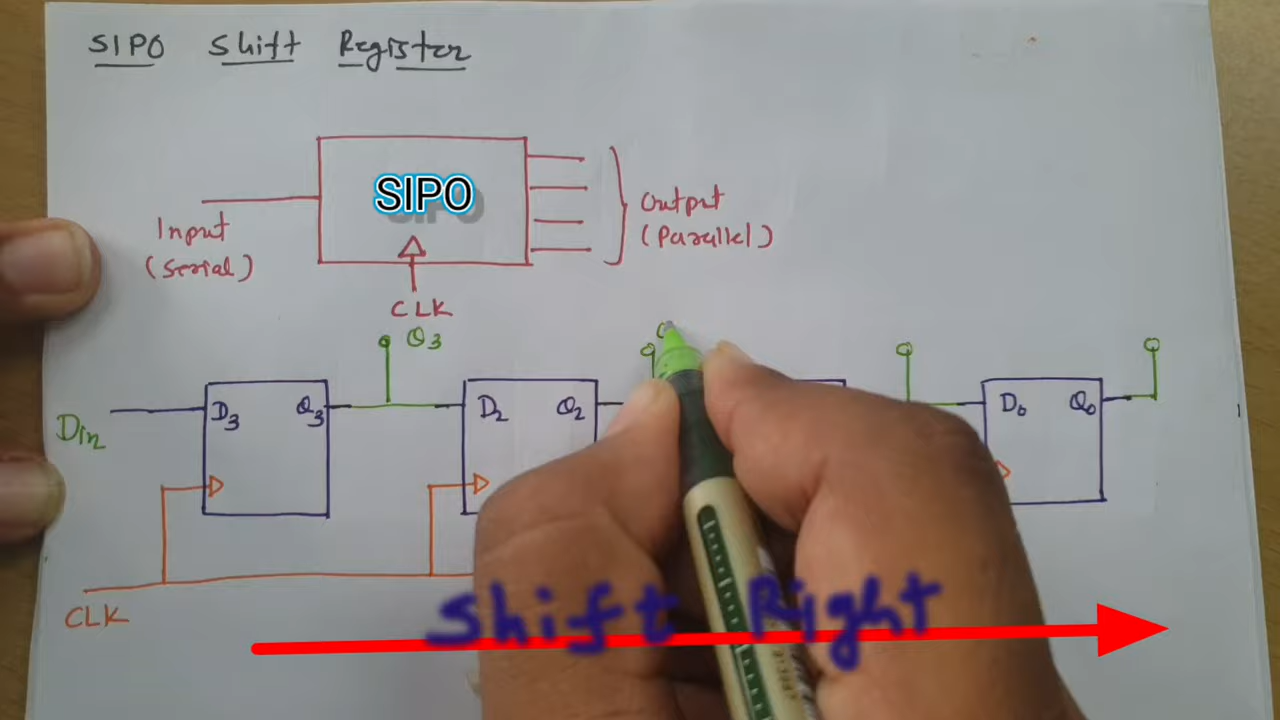 SIPO Shift Register
SIPO
Input
(Serial)
Output
(Parallel)
CLK
Q3
Din
D3 Q3
D2 Q2
D0 Q0
CLK
Shift Right